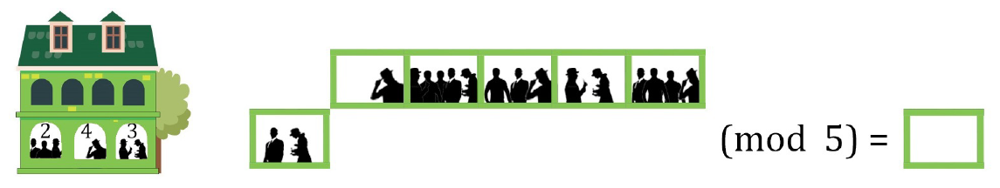 2 4 3
(mod 5) =